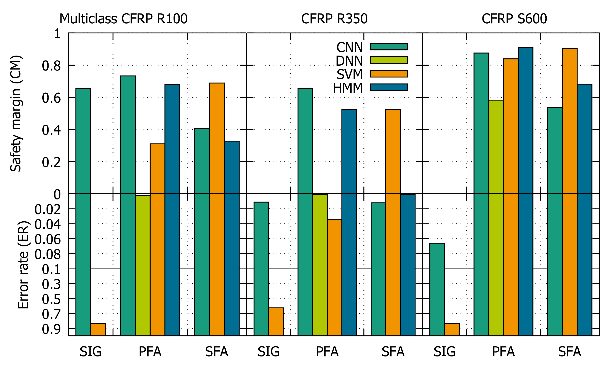 Multiclass CFRP R100
CFRP R350
CFRP S600
CNN
DNN
SVM
HMM
Safety margin (CM)
1
0.8
0.6
0.4
0.2
0
Error rate (ER)
0.02
0.04
0.06
0.08
0.1
0.3
0.5
0.7
0.9
SIG PFA SFA SIG PFA SFA SIG PFA SFA